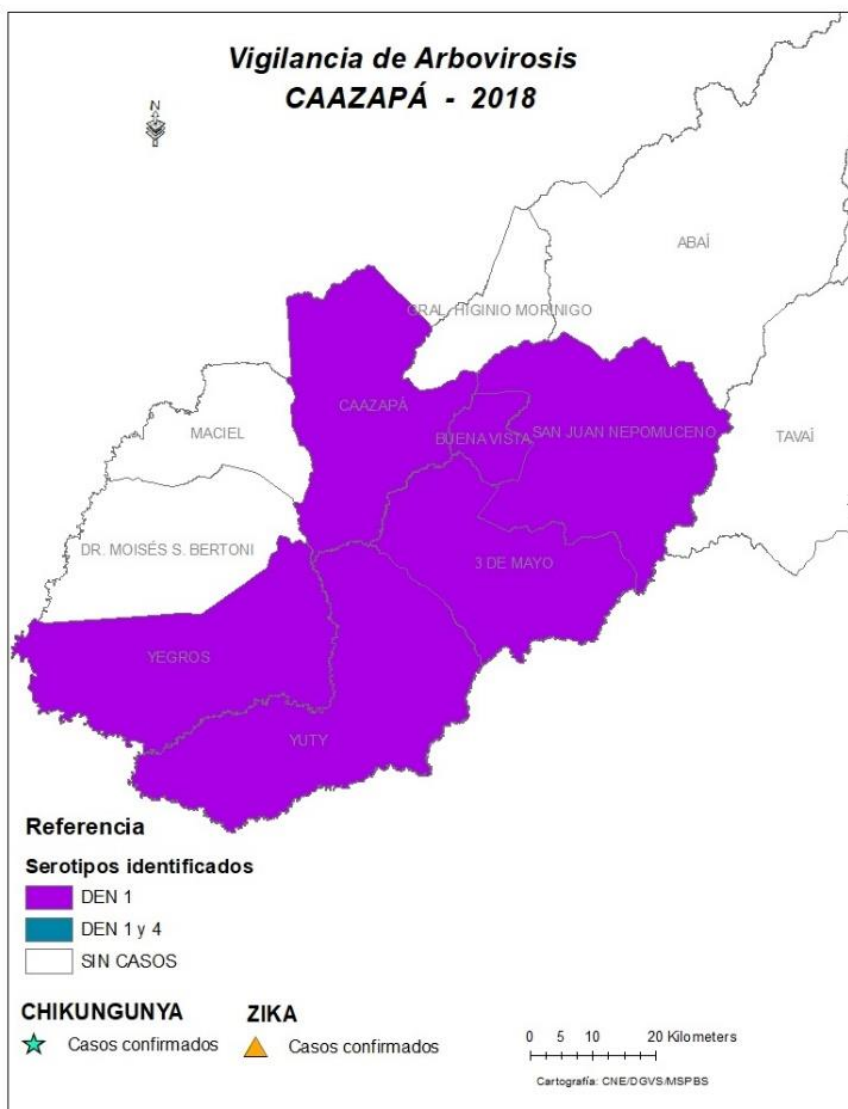 Vigilancia de Arbovirosis
CAAZAPÁ - 2018
N
ABAÍ
GRAL. HIGINIO MORINIGO
CAAZAPÁ
MACIEL
BUENA VISTA
SAN JUAN NEPOMUCENO
TAVAÍ
DR. MOISÉS S. BERTONI
3 DE MAYO
YEGROS
YUTY
Referencia
Serotipos identificados
DEN 1
DEN 1 y 4
SIN CASOS
CHIKUNGUNYA
ZIKA
Casos confirmados
Casos confirmados
0 5 10 20 Kilometers
Cartografía: CNE/DGVS/MSPBS